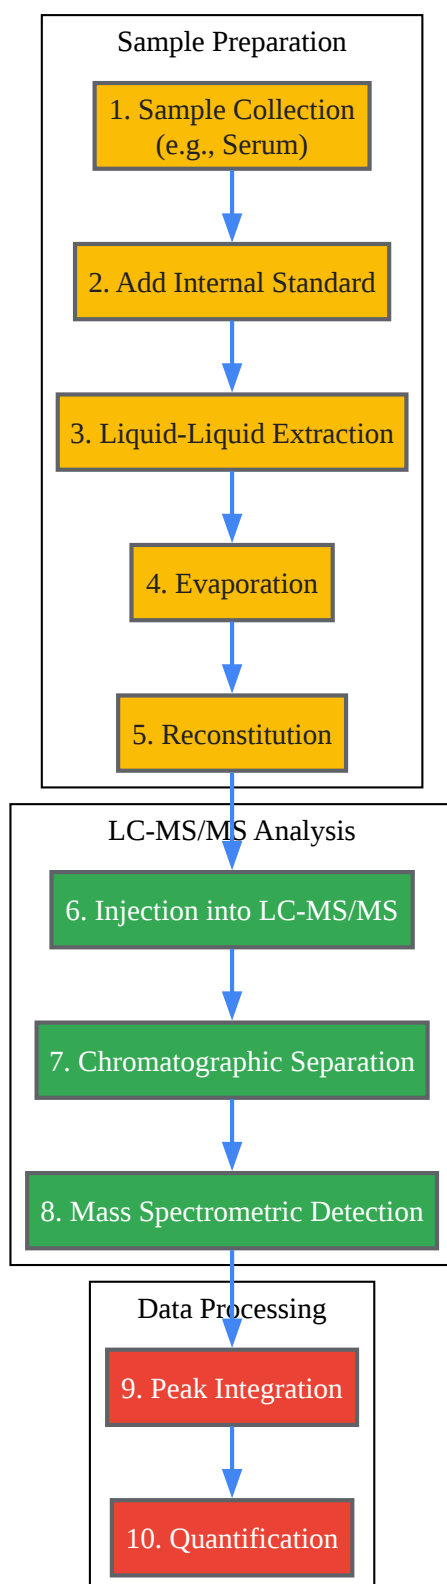 Sample Preparation
1. Sample Collection
(e.g., Serum)
2. Add Internal Standard
3. Liquid-Liquid Extraction
4. Evaporation
5. Reconstitution
LC-MS/MS Analysis
6. Injection into LC-MS/MS
7. Chromatographic Separation
8. Mass Spectrometric Detection
Data Processing
9. Peak Integration
10. Quantification